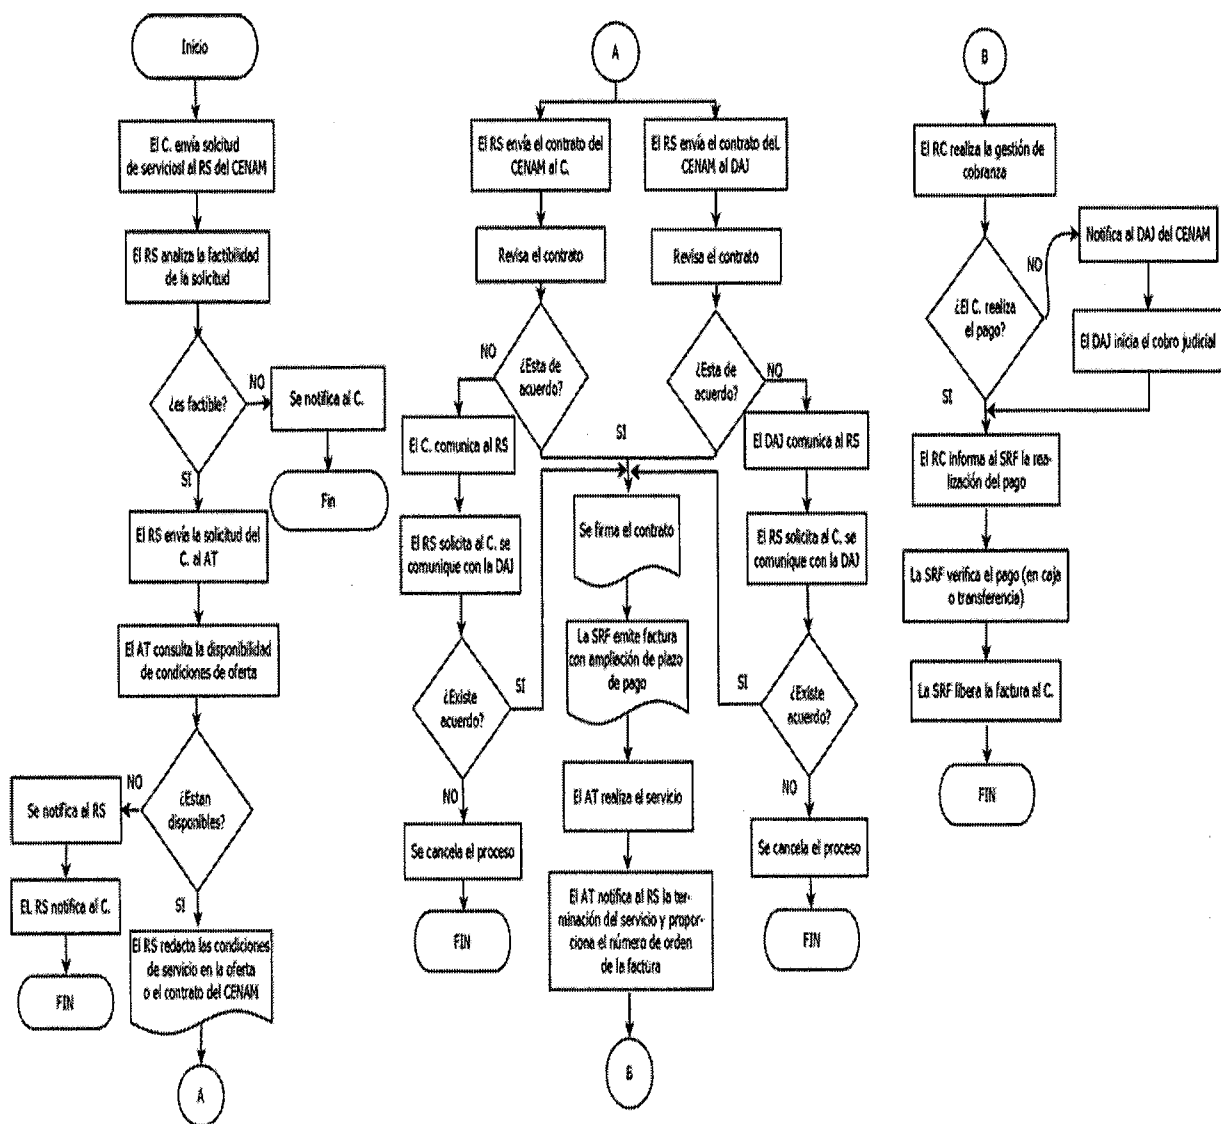 Inicio
El C. envía solcitud
de serviciosl al RS del CENAM
El RS analiza la factibilidad
de la solicitud
¿es factible?
NO
Se notifica al C.
Fin
SI
El RS envía la solicitud del
C. al AT
El AT consulta la disponibilidad
de condiciones de oferta
¿Estan
disponibles?
NO
Se notifica al RS
EL RS notifica al C.
FIN
SI
El RS redacta las condiciones
de servicio en la oferta
o el contrato del CENAM
A
A
El RS envía el contrato del
CENAM al C.
Revisa el contrato
¿Esta de
acuerdo?
NO
El C. comunica al RS
El RS solicita al C. se
comunique con la DAJ
¿Existe
acuerdo?
SI
NO
Se cancela el proceso
FIN
SI
Se firma el contrato
La SRF emite factura
con ampliación de plazo
de pago
El AT realiza el servicio
El AT notifica al RS la ter-
minación del servicio y propor-
ciona el número de orden
de la factura
B
El RS envía el contrato del.
CENAM al DAJ
Revisa el contrato
¿Esta de
acuerdo?
NO
El DAJ comunica al RS
El RS solicita al C. se
comunique con la DAJ
¿Existe
acuerdo?
SI
NO
Se cancela el proceso
FIN
B
El RC realiza la gestión de
cobranza
¿El C. realiza
el pago?
NO
Notifica al DAJ del CENAM
El DAJ inicia el cobro judicial
SI
El RC informa al SRF la rea-
lización del pago
La SRF verifica el pago (en caja
o transferencia)
La SRF libera la factura al C.
FIN